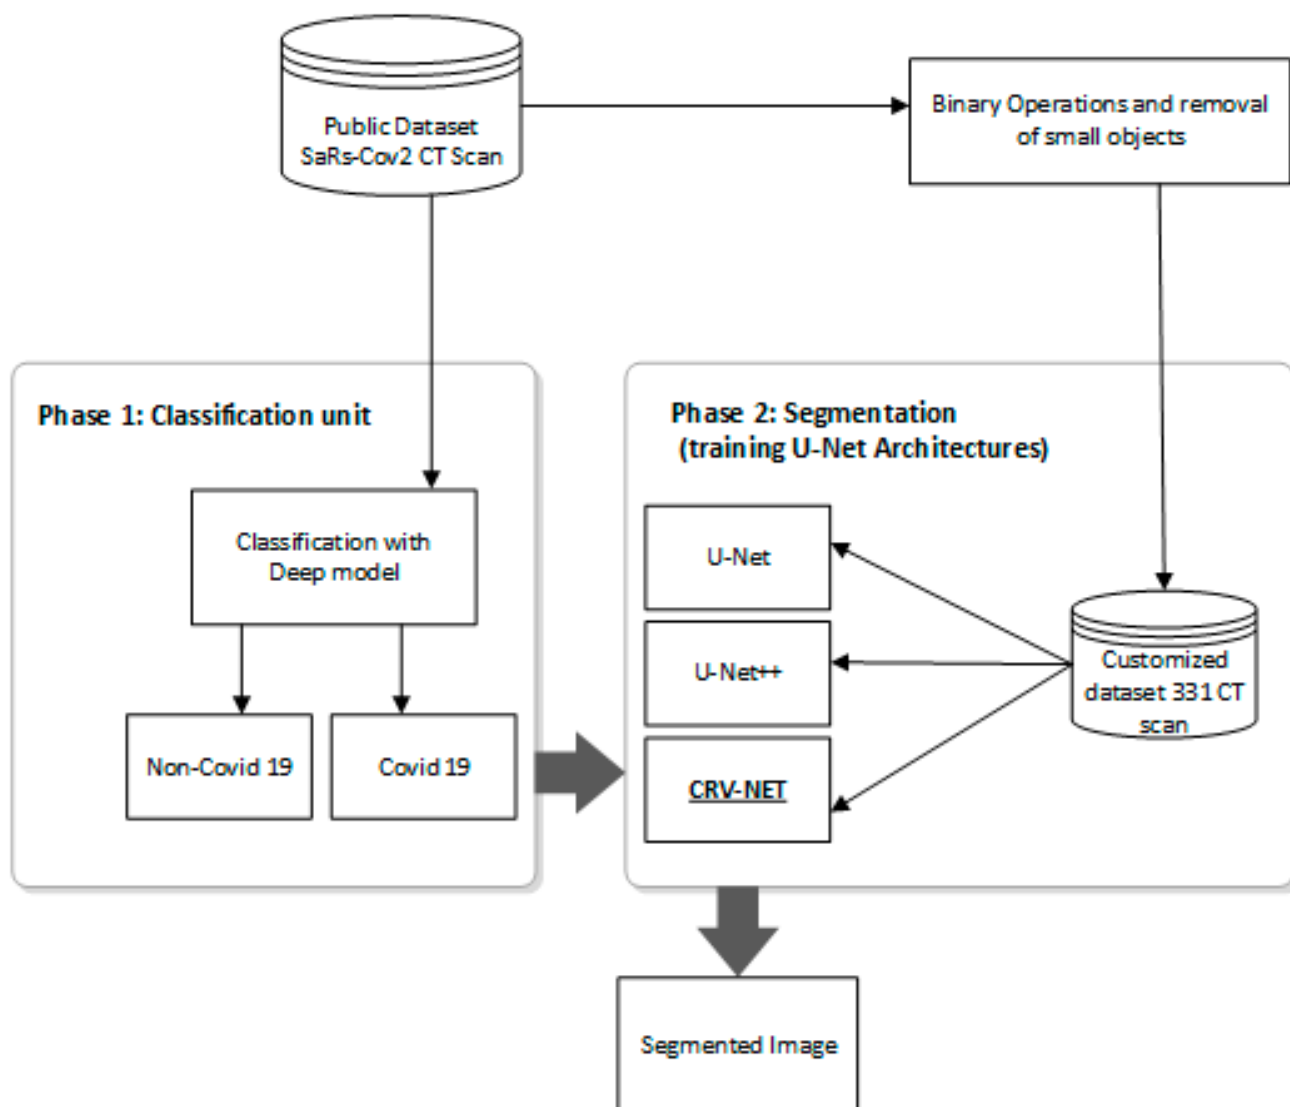 Public Dataset
SaRs-Cov2 CT Scan
Binary Operations and removal
of small objects
Phase 1: Classification unit
Classification with
Deep model
Non-Covid 19
Covid 19
Phase 2: Segmentation
(training U-Net Architectures)
U-Net
U-Net++
CRV-NET
Customized
dataset 331 CT
scan
Segmented Image